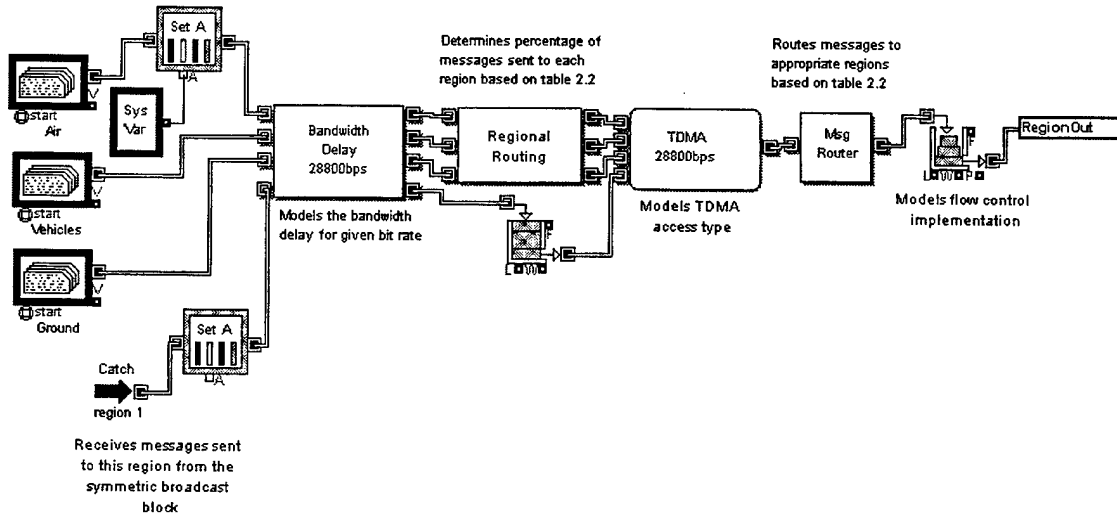 Set A
A
start
Air
V
Sys
Var
start
Vehicles
V
start
Ground
V
Bandwidth
Delay
28800bps
Models the bandwidth
delay for given bit rate
Determines percentage of
messages sent to each
region based on table 2.2
Regional
Routing
F
L W
TDMA
28800bps
Models TDMA
access type
Routes messages to
appropriate regions
based on table 2.2
Msg
Router
L W F
Models flow control
implementation
RegionOut
Set A
A
Catch
region 1
Receives messages sent
to this region from the
symmetric broadcast
block